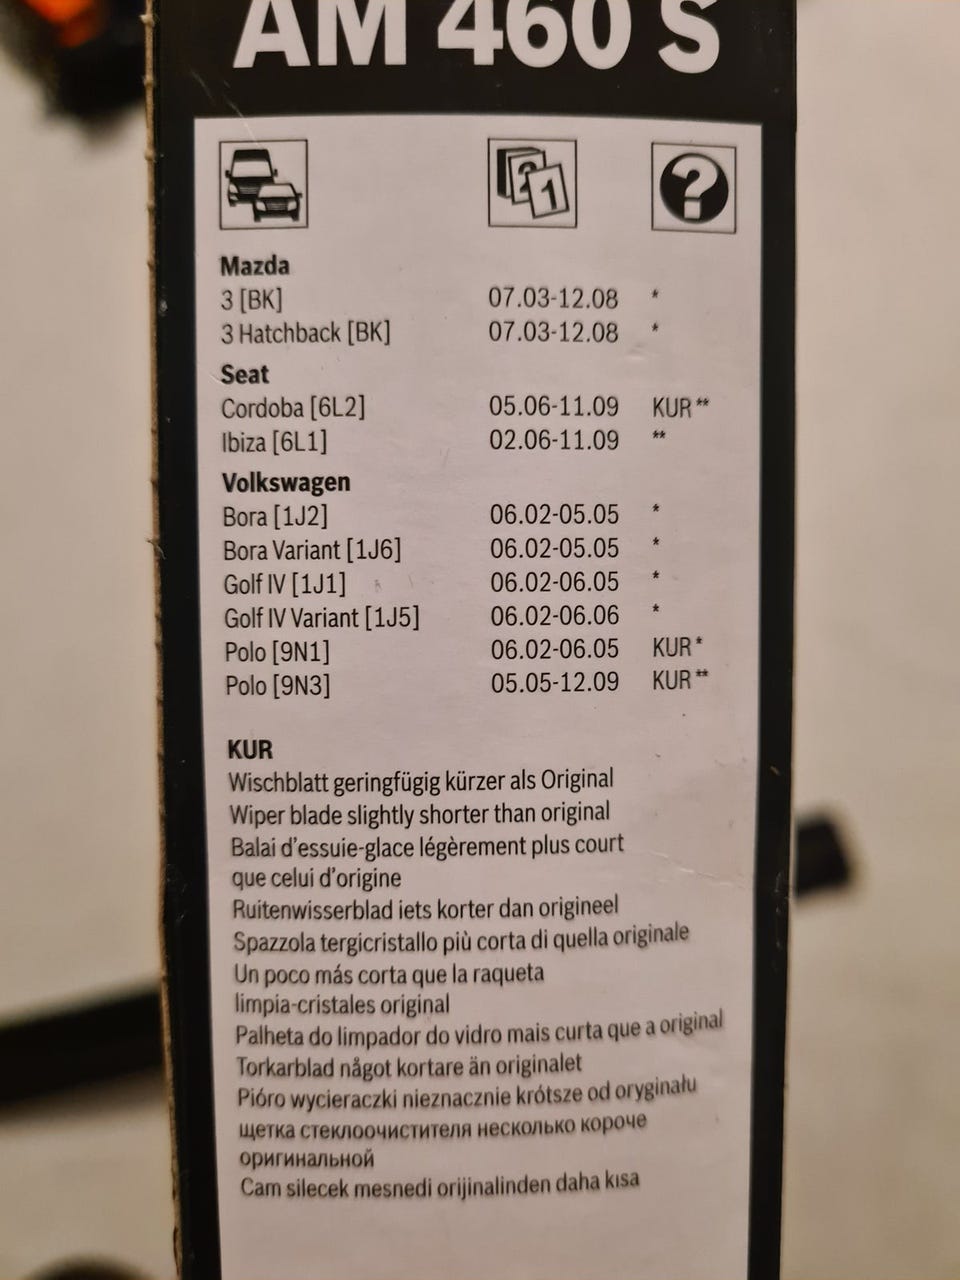 AM 460 S
21 1 ?
Mazda
3 [BK] 07.03-12.08 *
3 Hatchback [BK] 07.03-12.08 *
Seat
Cordoba [6L2] 05.06-11.09 KUR **
Ibiza [6L1] 02.06-11.09 **
Volkswagen
Bora [1J2] 06.02-05.05 *
Bora Variant [1J6] 06.02-05.05 *
Golf IV [1J1] 06.02-06.05 *
Golf IV Variant [1J5] 06.02-06.06 *
Polo [9N1] 06.02-06.05 KUR *
Polo [9N3] 05.05-12.09 KUR **
KUR
Wischblatt geringfügig kürzer als Original
Wiper blade slightly shorter than original
Balai d'essuie-glace légèrement plus court
que celui d'origine
Ruitenwisserblad iets korter dan origineel
Spazzola tergicristallo più corta di quella originale
Un poco más corta que la raqueta
limpia-cristales original
Palheta do limpador do vidro mais curta que a original
Torkarblad något kortare än originalet
Pióro wycieraczki nieznacznie krótsze od oryginału
щетка стеклоочистителя несколько короче
оригинальной
Cam silecek mesnedi orijinalinden daha kısa